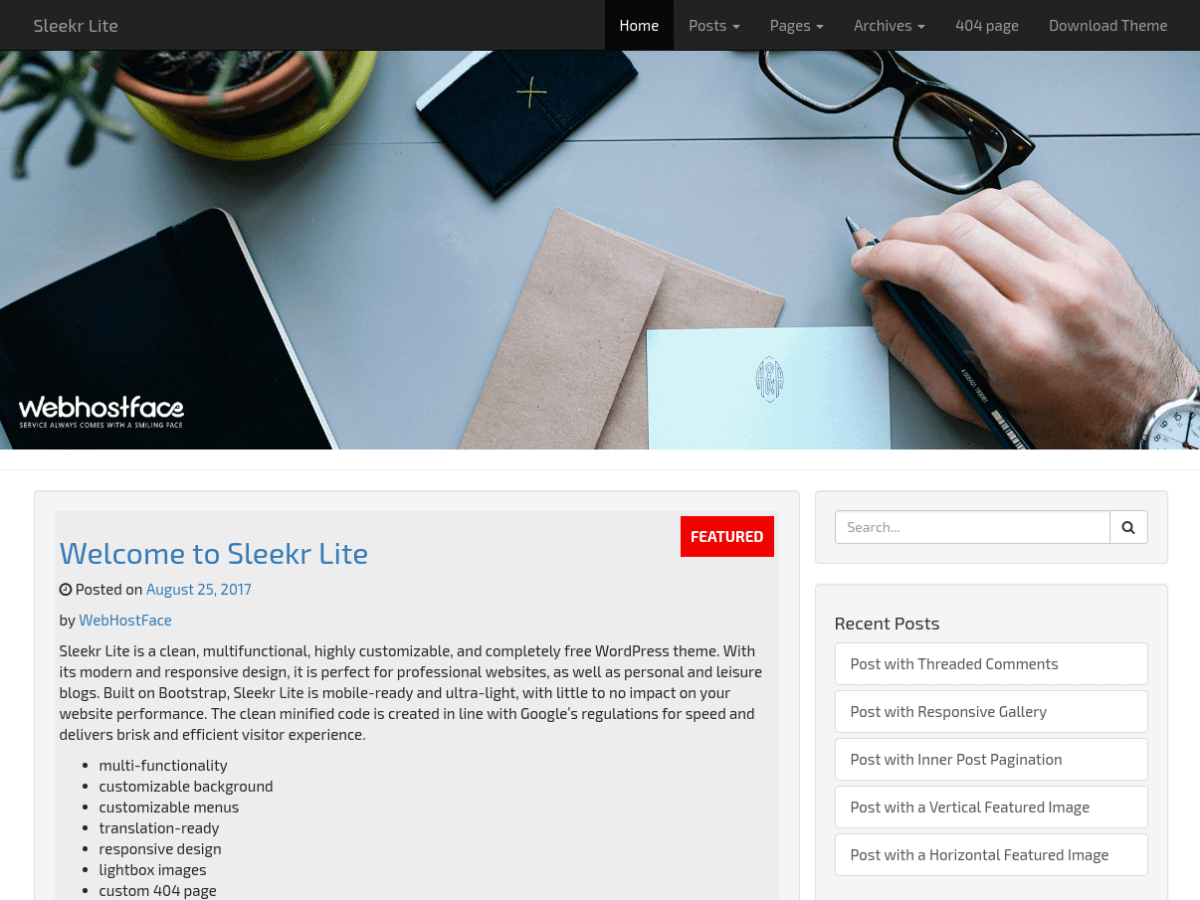 Sleekr Lite
Home
Posts
Pages
Archives
404 page
Download Theme
Webhostface
SERVICE ALWAYS COMES WITH A SMILING FACE
FEATURED
Welcome to Sleekr Lite
Posted on August 25, 2017
by WebHostFace
Sleekr Lite is a clean, multifunctional, highly customizable, and completely free WordPress theme. With
its modern and responsive design, it is perfect for professional websites, as well as personal and leisure
blogs. Built on Bootstrap, Sleekr Lite is mobile-ready and ultra-light, with little to no impact on your
website performance. The clean minified code is created in line with Google's regulations for speed and
delivers brisk and efficient visitor experience.
multi-functionality
customizable background
customizable menus
translation-ready
responsive design
lightbox images
custom 404 page
Search...
Recent Posts
Post with Threaded Comments
Post with Responsive Gallery
Post with Inner Post Pagination
Post with a Vertical Featured Image
Post with a Horizontal Featured Image